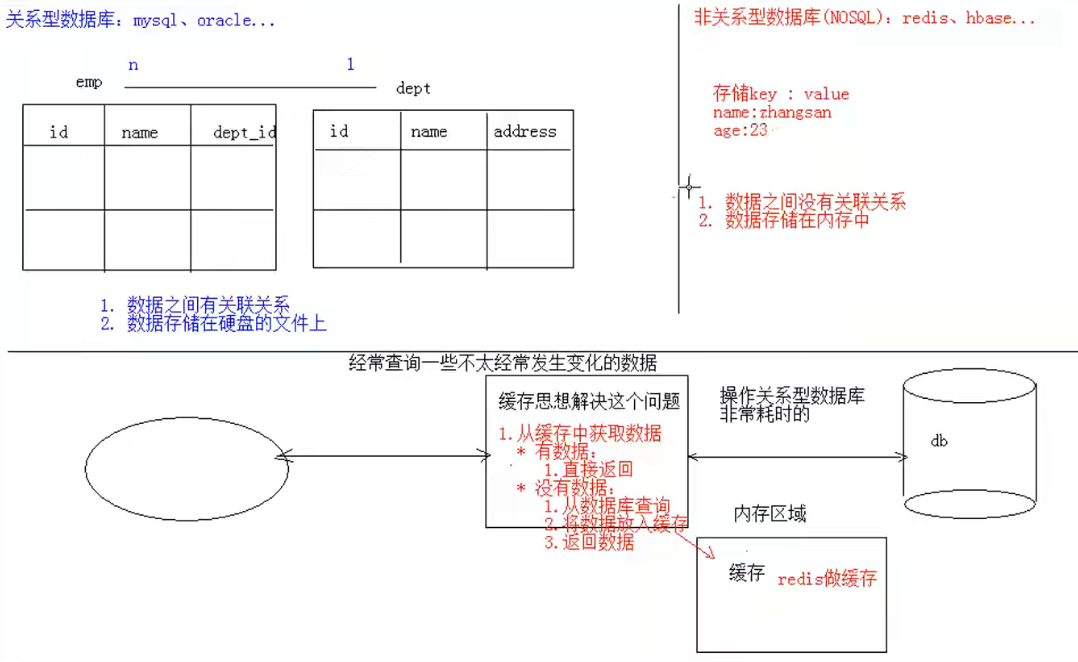 关系型数据库：mysql、oracle...
n 1
emp dept
id name dept_id
id name address
1. 数据之间有关联关系
2. 数据存储在硬盘的文件上
非关系型数据库(NOSQL)：redis、hbase...
存储key : value
name:zhangsan
age:23
1. 数据之间没有关联关系
2. 数据存储在内存中
经常查询一些不太经常发生变化的数据
缓存思想解决这个问题
1.从缓存中获取数据
* 有数据：
1.直接返回
* 没有数据：
1.从数据库查询
2.将数据放入缓存
3.返回数据
操作关系型数据库
非常耗时的
db
内存区域
缓存 redis做缓存